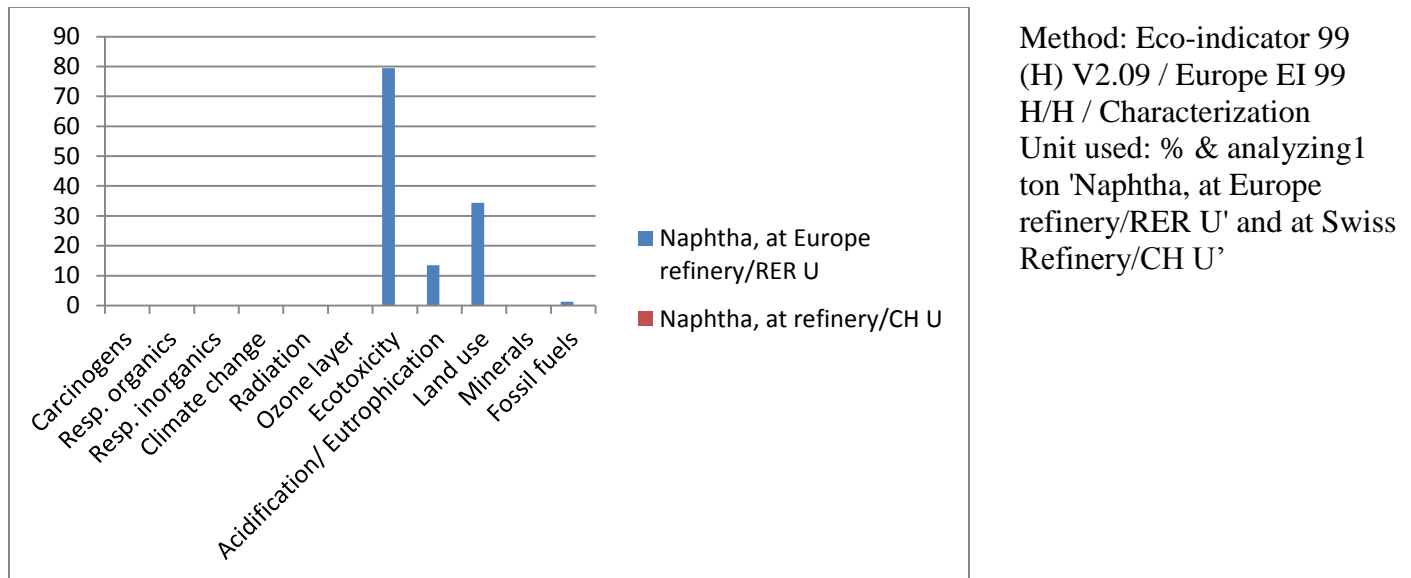 90
80
70
60
50
40
30
20
10
0
Carcinogens
Resp. organics
Resp. inorganics
Climate change
Radiation
Ozone layer
Ecotoxicity
Acidification/ Eutrophication
Land use
Minerals
Fossil fuels
Naphtha, at Europe
refinery/RER U
Naphtha, at refinery/CH U
Method: Eco-indicator 99
(H) V2.09 / Europe EI 99
H/H / Characterization
Unit used: % & analyzing1
ton 'Naphtha, at Europe
refinery/RER U' and at Swiss
Refinery/CH U’